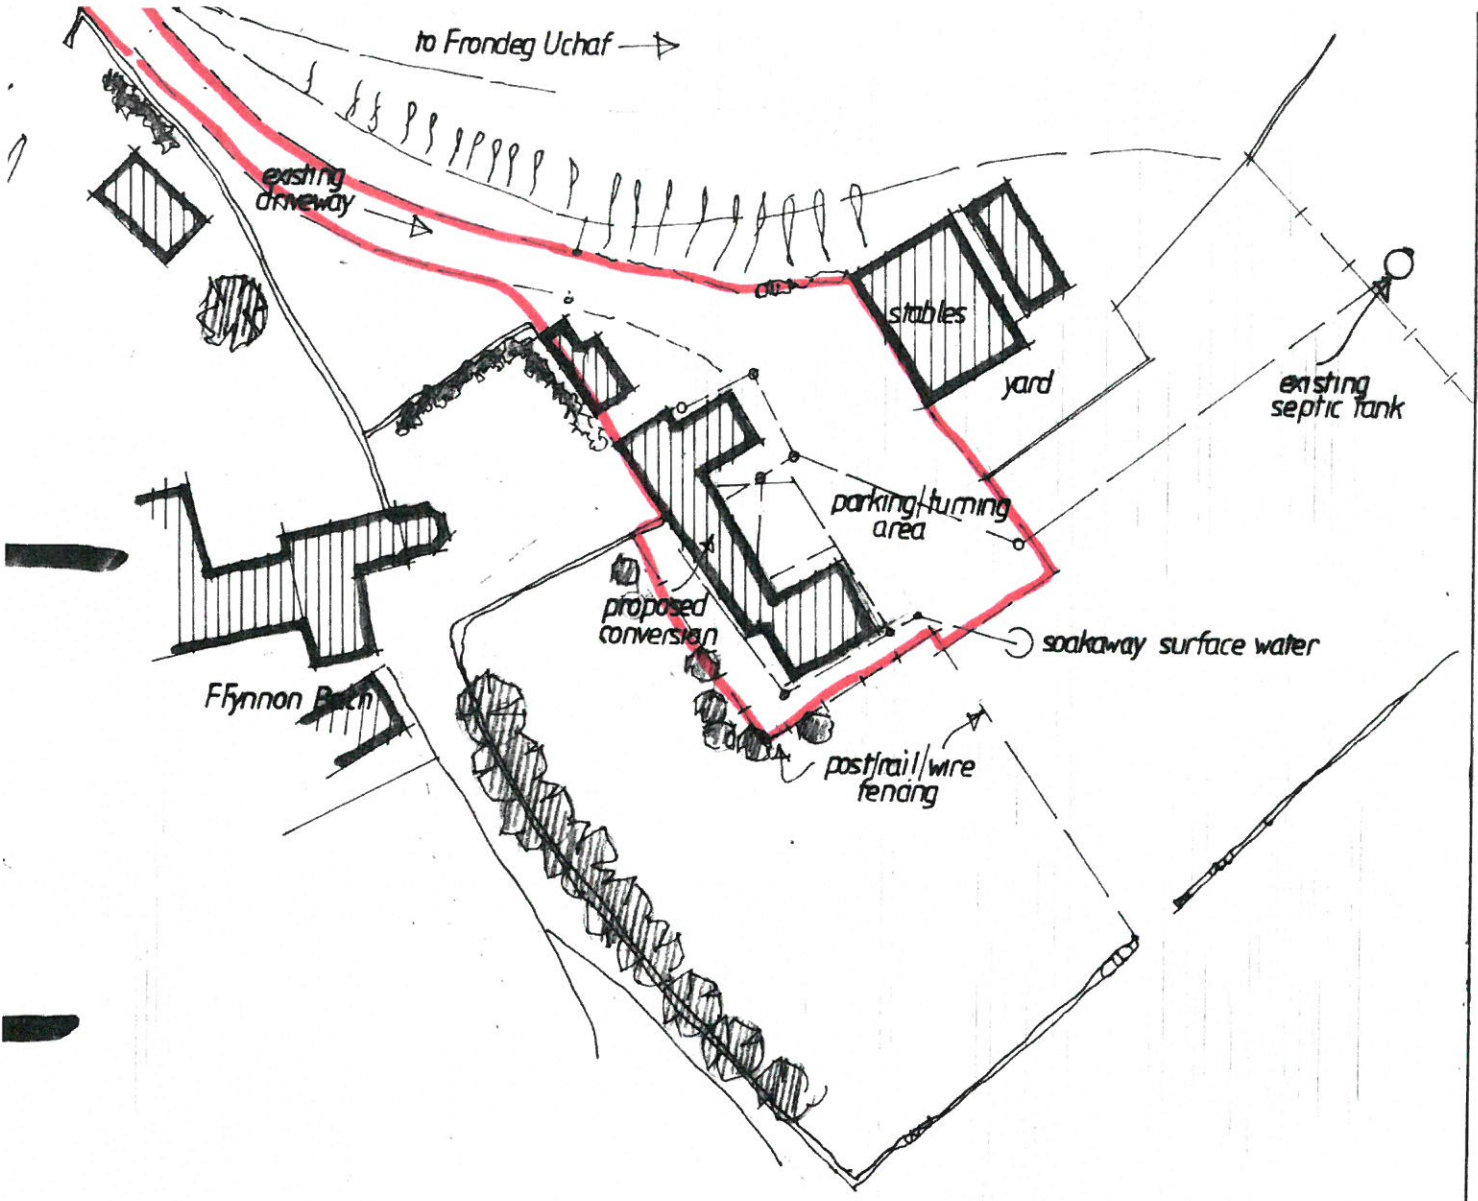 to Frondeg Uchaf
existing
driveway
stables
yard
existing
septic tank
parking/turning
area
proposed
conversion
soakaway surface water
FFynnon Bach
post/rail/wire
fencing